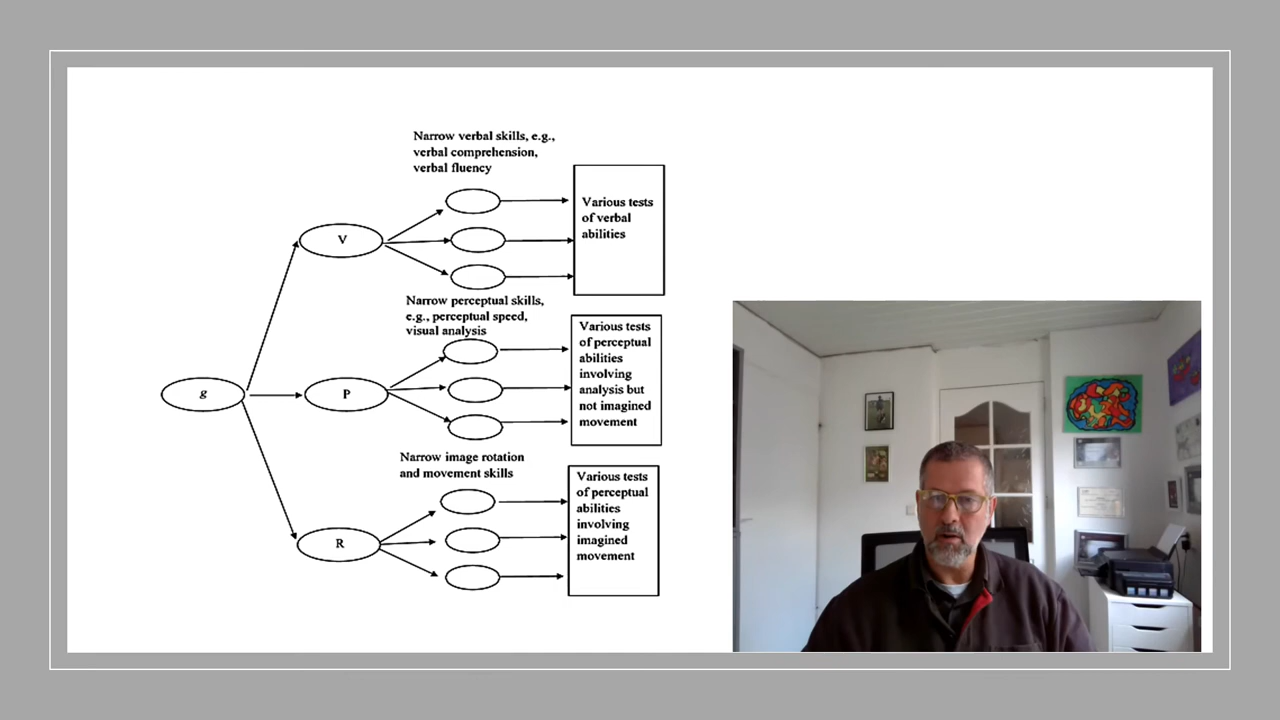 Narrow verbal skills, e.g.,
verbal comprehension,
verbal fluency
Various tests
of verbal
abilities
V
Narrow perceptual skills,
e.g., perceptual speed,
visual analysis
Various tests
of perceptual
abilities
involving
analysis but
not imagined
movement
g
P
Narrow image rotation
and movement skills
Various tests
of perceptual
abilities
involving
imagined
movement
R